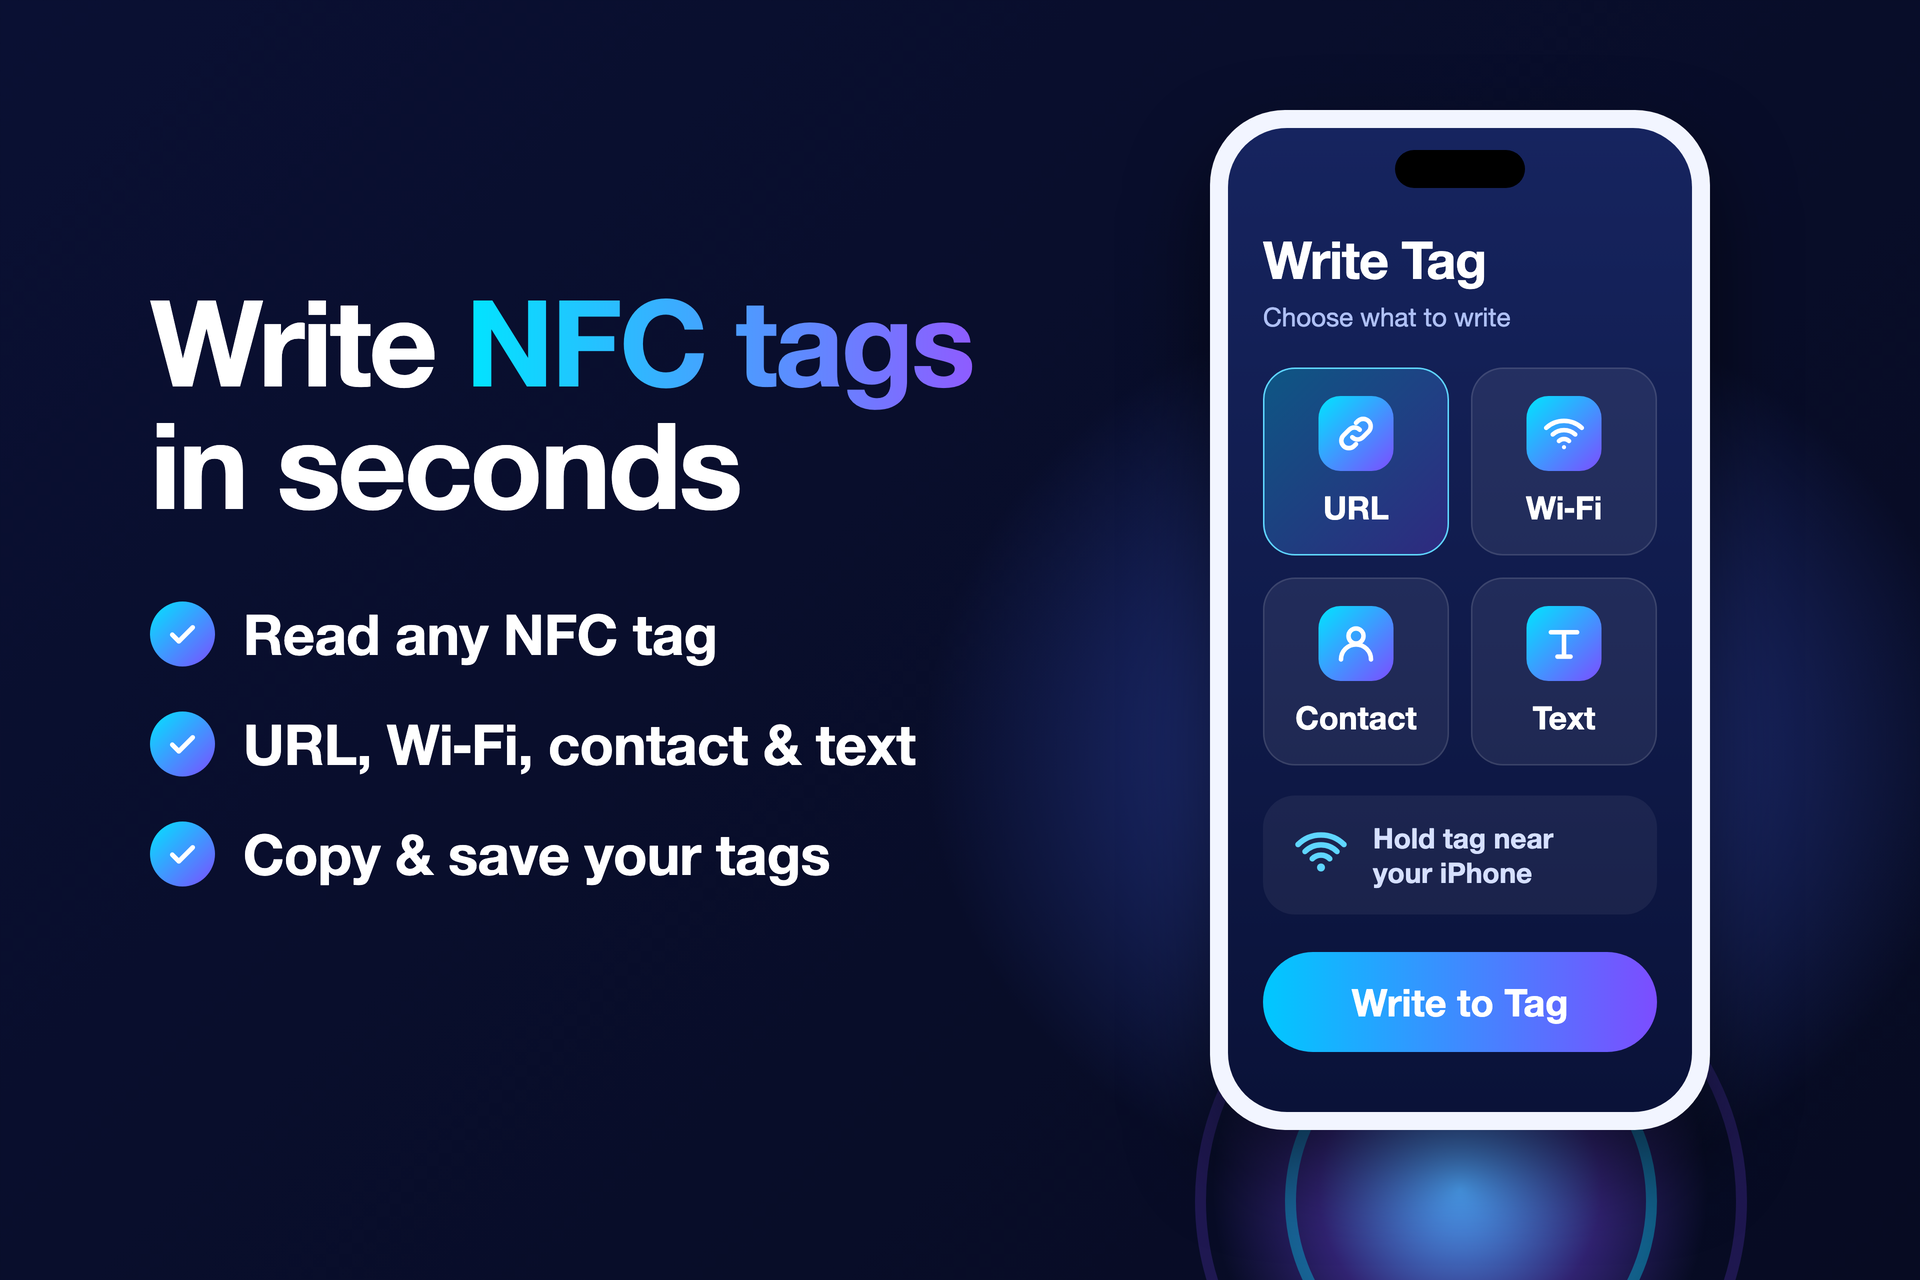 Write NFC tags
in seconds
Read any NFC tag
URL, Wi-Fi, contact & text
Copy & save your tags
Write Tag
Choose what to write
URL
Wi-Fi
Contact
Text
Hold tag near
your iPhone
Write to Tag